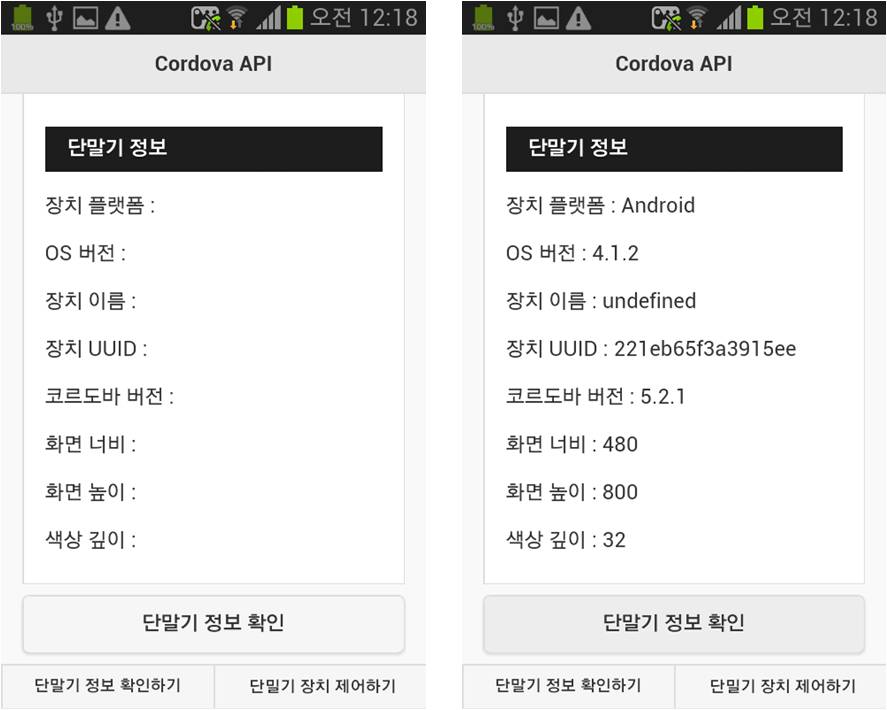 100% 오전 12:18
Cordova API
단말기 정보
장치 플랫폼 :
OS 버전 :
장치 이름 :
장치 UUID :
코르도바 버전 :
화면 너비 :
화면 높이 :
색상 깊이 :
단말기 정보 확인
단말기 정보 확인하기 단밀기 장치 제어하기
100% 오전 12:18
Cordova API
단말기 정보
장치 플랫폼 : Android
OS 버전 : 4.1.2
장치 이름 : undefined
장치 UUID : 221eb65f3a3915ee
코르도바 버전 : 5.2.1
화면 너비 : 480
화면 높이 : 800
색상 깊이 : 32
단말기 정보 확인
단말기 정보 확인하기 단밀기 장치 제어하기